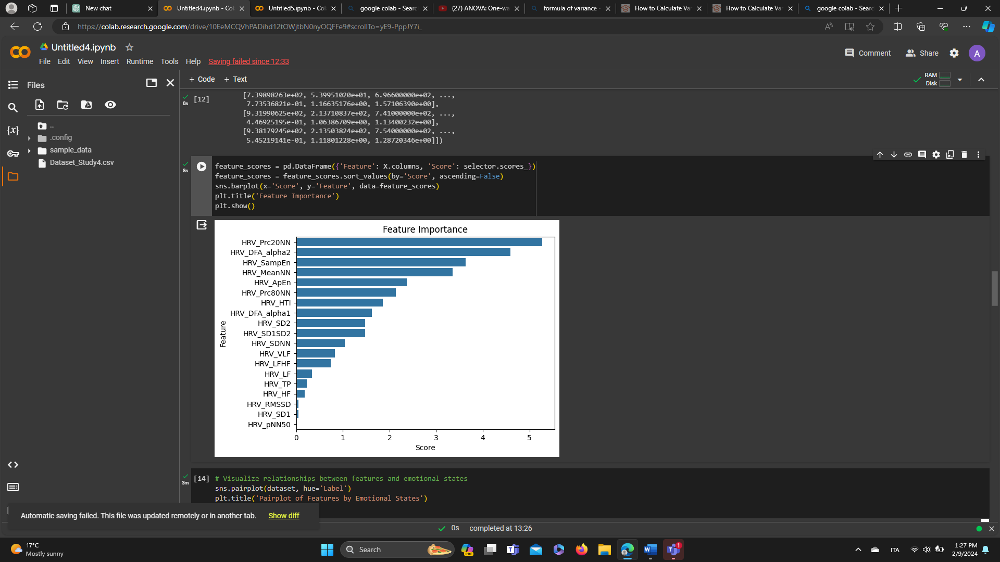 New chat
Untitled4.ipynb - Col
Untitled5.ipynb - Col
google colab - Searc
(27) ANOVA: One-wa
formula of variance -
How to Calculate Var
How to Calculate Var
google colab - Searc
https://colab.research.google.com/drive/10EeMCQVhPADihd12tOWjtbN0nyOQFFe9#scrollTo=yE9-PppJY7i_
Untitled4.ipynb
Comment
Share
A
File Edit View Insert Runtime Tools Help Saving failed since 12:33
Files
+ Code + Text
RAM
Disk
..
.config
sample_data
Dataset_Study4.csv
{x}
0s
[12]
[7.39898263e+02, 5.39951020e+01, 6.96600000e+02, ...,
7.73536821e-01, 1.16635176e+00, 1.57106390e+00],
[9.31990625e+02, 2.13710837e+02, 7.41000000e+02, ...,
4.46925195e-01, 1.06386709e+00, 1.13400232e+00],
[9.38179245e+02, 2.13503824e+02, 7.54000000e+02, ...,
5.45219141e-01, 1.11801228e+00, 1.28720346e+00]])
8s
feature_scores = pd.DataFrame({'Feature': X.columns, 'Score': selector.scores_})
feature_scores = feature_scores.sort_values(by='Score', ascending=False)
sns.barplot(x='Score', y='Feature', data=feature_scores)
plt.title('Feature Importance')
plt.show()
Feature Importance
HRV_Prc20NN
HRV_DFA_alpha2
HRV_SampEn
HRV_MeanNN
HRV_ApEn
HRV_Prc80NN
HRV_HTI
HRV_DFA_alpha1
HRV_SD2
HRV_SD1SD2
HRV_SDNN
HRV_VLF
HRV_LFHF
HRV_LF
HRV_TP
HRV_HF
HRV_RMSSD
HRV_SD1
HRV_pNN50
Feature
0 1 2 3 4 5
Score
3m
[14]
# Visualize relationships between features and emotional states
sns.pairplot(dataset, hue='Label')
plt.title('Pairplot of Features by Emotional States')
Automatic saving failed. This file was updated remotely or in another tab. Show diff
0s completed at 13:26
17°C
Mostly sunny
Search
PRE
1
ITA
1:27 PM
2/9/2024